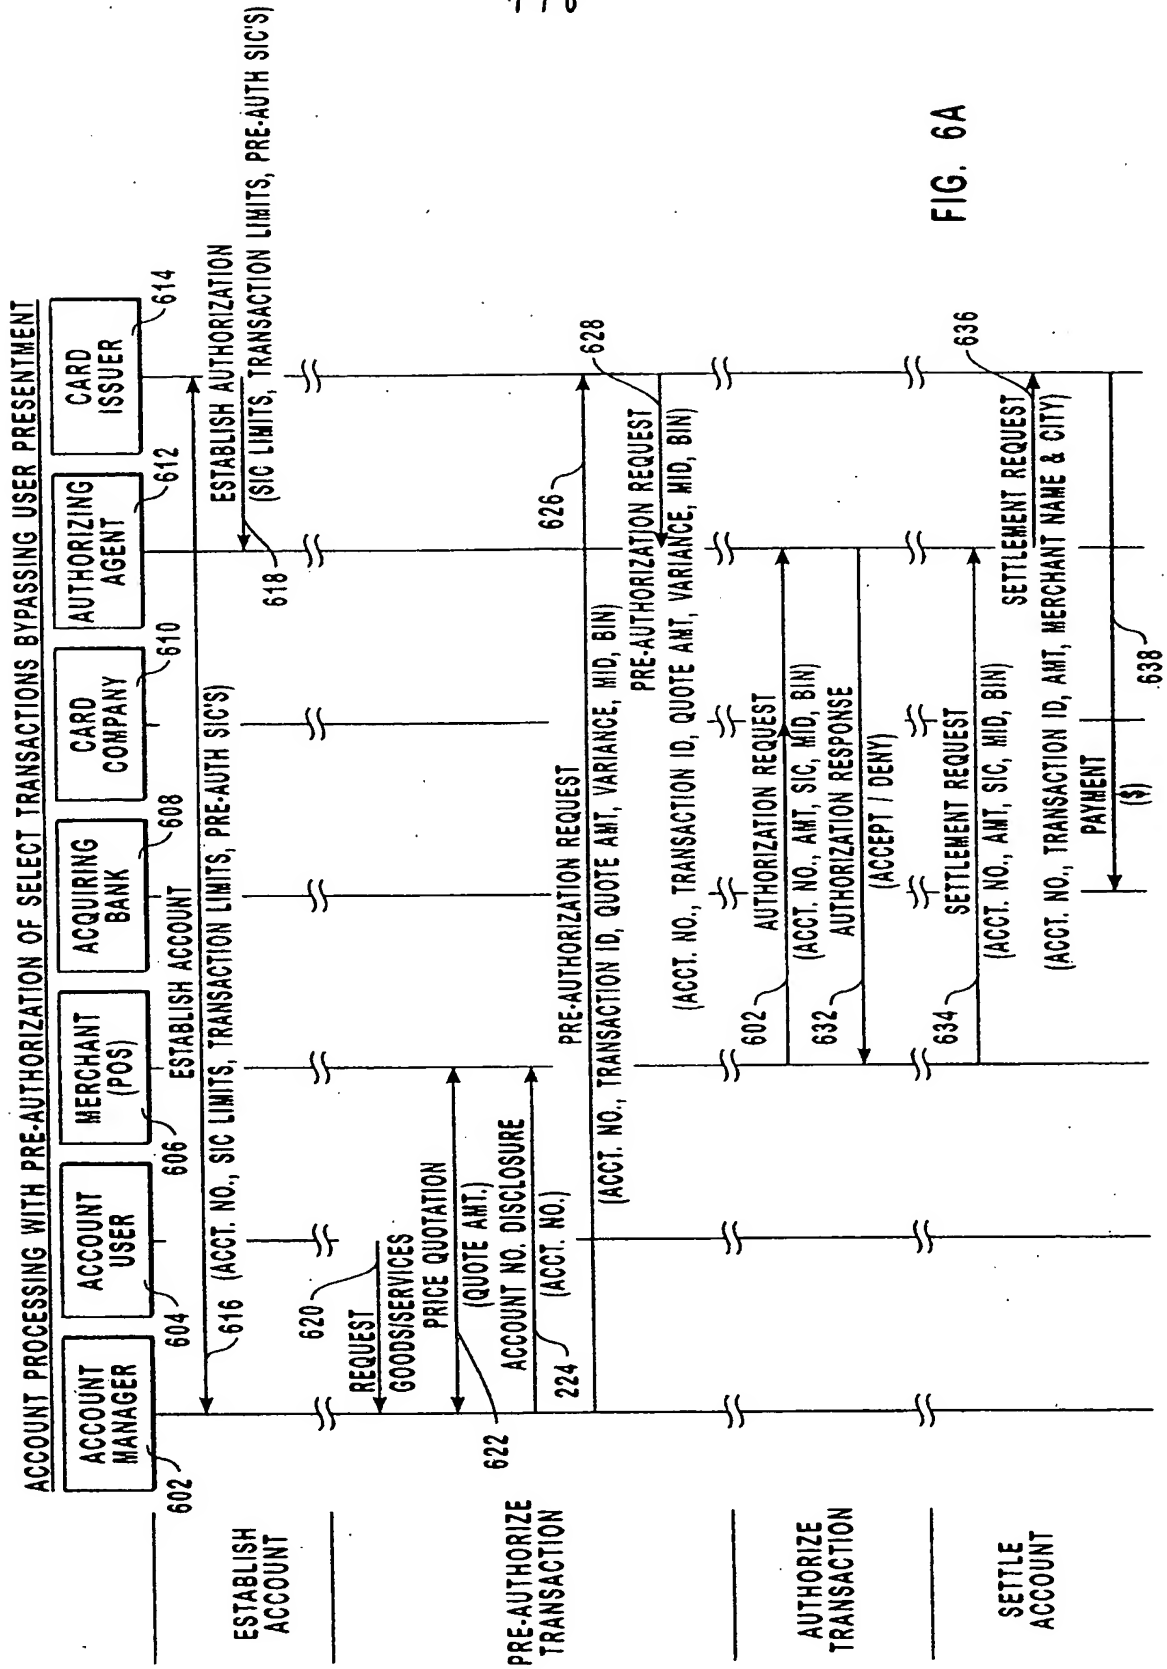 ACCOUNT PROCESSING WITH PRE-AUTHORIZATION OF SELECT TRANSACTIONS BYPASSING USER PRESENTMENT
ACCOUNT
MANAGER
602
ACCOUNT
USER
604
MERCHANT
(POS)
606
ACQUIRING
BANK
608
CARD
COMPANY
610
AUTHORIZING
AGENT
612
CARD
ISSUER
614
ESTABLISH
ACCOUNT
ESTABLISH ACCOUNT
616 (ACCT. NO., SIC LIMITS, TRANSACTION LIMITS, PRE-AUTH SIC'S)
ESTABLISH AUTHORIZATION
(SIC LIMITS, TRANSACTION LIMITS, PRE-AUTH SIC'S)
618
PRE-AUTHORIZE
TRANSACTION
620
REQUEST
GOODS/SERVICES
PRICE QUOTATION
(QUOTE AMT.)
622
ACCOUNT NO. DISCLOSURE
(ACCT. NO.)
224
PRE-AUTHORIZATION REQUEST
626
(ACCT. NO., TRANSACTION ID, QUOTE AMT, VARIANCE, MID, BIN)
628
PRE-AUTHORIZATION REQUEST
(ACCT. NO., TRANSACTION ID, QUOTE AMT, VARIANCE, MID, BIN)
AUTHORIZE
TRANSACTION
602
AUTHORIZATION REQUEST
(ACCT. NO., AMT, SIC, MID, BIN)
632
AUTHORIZATION RESPONSE
(ACCEPT / DENY)
SETTLE
ACCOUNT
634
SETTLEMENT REQUEST
(ACCT. NO., AMT, SIC, MID, BIN)
SETTLEMENT REQUEST
636
(ACCT. NO., TRANSACTION ID, AMT, MERCHANT NAME & CITY)
PAYMENT
($)
638
FIG. 6A